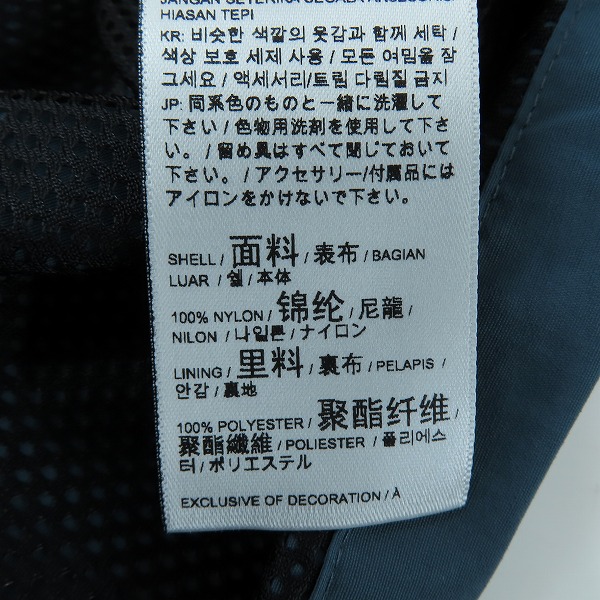 HIASAN TEPI
KR: 비슷한 색깔의 옷감과 함께 세탁 /
색상 보호 세제 사용 / 모든 여밈을 잠
그세요 / 액세서리/트림 다림질 금지
JP: 同系色のものと一緒に洗濯して
下さい / 色物用洗剤を使用して下さ
い。 / 留め具はすべて閉じておいて
下さい。 / アクセサリー/付属品には
アイロンをかけないで下さい。
SHELL / 面料 / 表布 / BAGIAN
LUAR / 쉘 / 本体
100% NYLON / 锦纶 / 尼龍 /
NILON / 나일론 / ナイロン
LINING / 里料 / 裏布 / PELAPIS /
안감 / 裏地
100% POLYESTER / 聚酯纤维 /
聚酯纖維 / POLIESTER / 폴리에스
터 / ポリエステル
EXCLUSIVE OF DECORATION / À